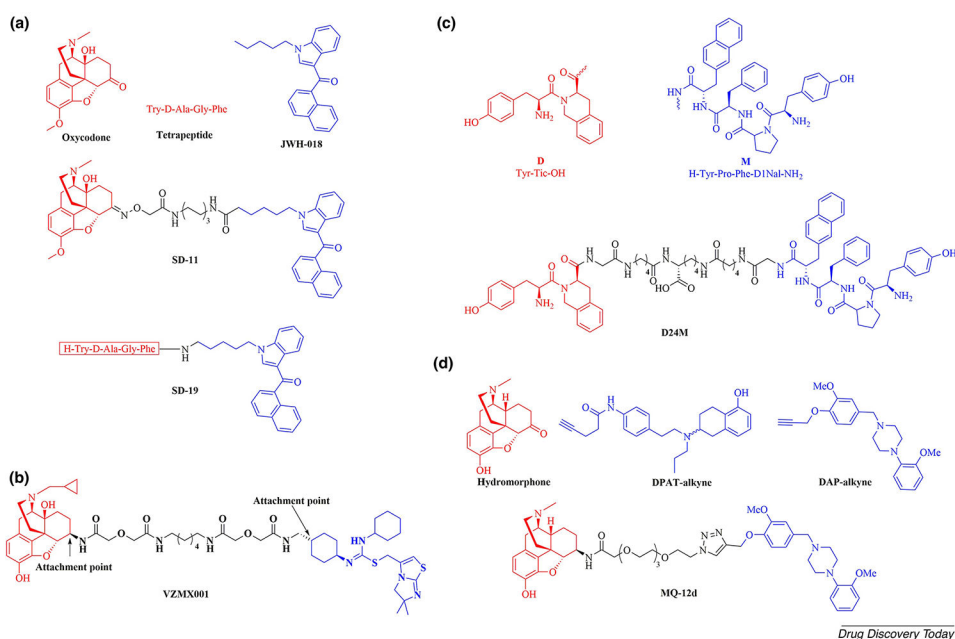 (a)
Oxycodone
Try-D-Ala-Gly-Phe
Tetrapeptide
JWH-018
SD-11
H-Try-D-Ala-Gly-Phe
SD-19
(b)
Attachment point
Attachment point
VZMX001
(c)
D
Tyr-Tic-OH
M
H-Tyr-Pro-Phe-D1Nal-NH₂
D24M
(d)
Hydromorphone
DPAT-alkyne
DAP-alkyne
MQ-12d
Drug Discovery Today